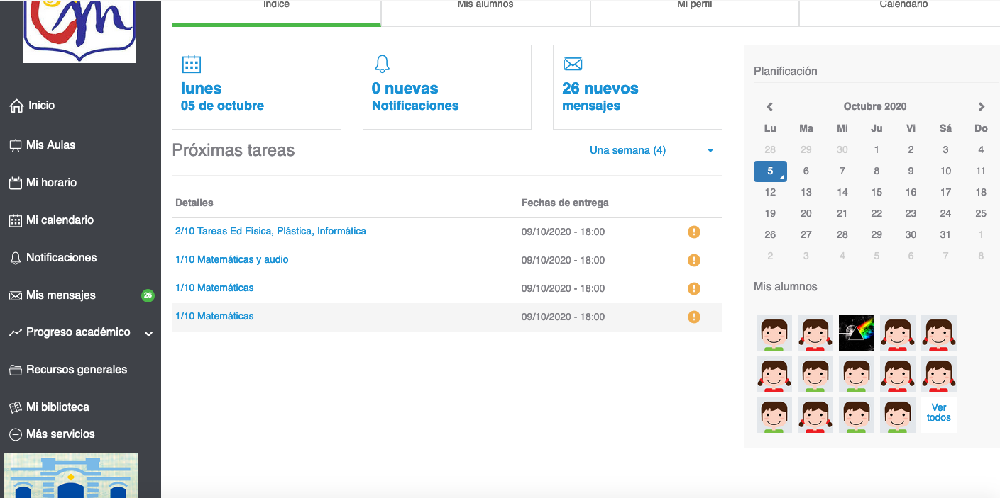 Índice
Mis alumnos
Mi perfil
Calendario
Inicio
Mis Aulas
Mi horario
Mi calendario
Notificaciones
Mis mensajes 26
Progreso académico
Recursos generales
Mi biblioteca
Más servicios
lunes
05 de octubre
0 nuevas
Notificaciones
26 nuevos
mensajes
Próximas tareas
Una semana (4)
Detalles Fechas de entrega
2/10 Tareas Ed Física, Plástica, Informática 09/10/2020 - 18:00
1/10 Matemáticas y audio 09/10/2020 - 18:00
1/10 Matemáticas 09/10/2020 - 18:00
1/10 Matemáticas 09/10/2020 - 18:00
Planificación
Octubre 2020
Lu Ma Mi Ju Vi Sá Do
28 29 30 1 2 3 4
5 6 7 8 9 10 11
12 13 14 15 16 17 18
19 20 21 22 23 24 25
26 27 28 29 30 31 1
2 3 4 5 6 7 8
Mis alumnos
Ver
todos